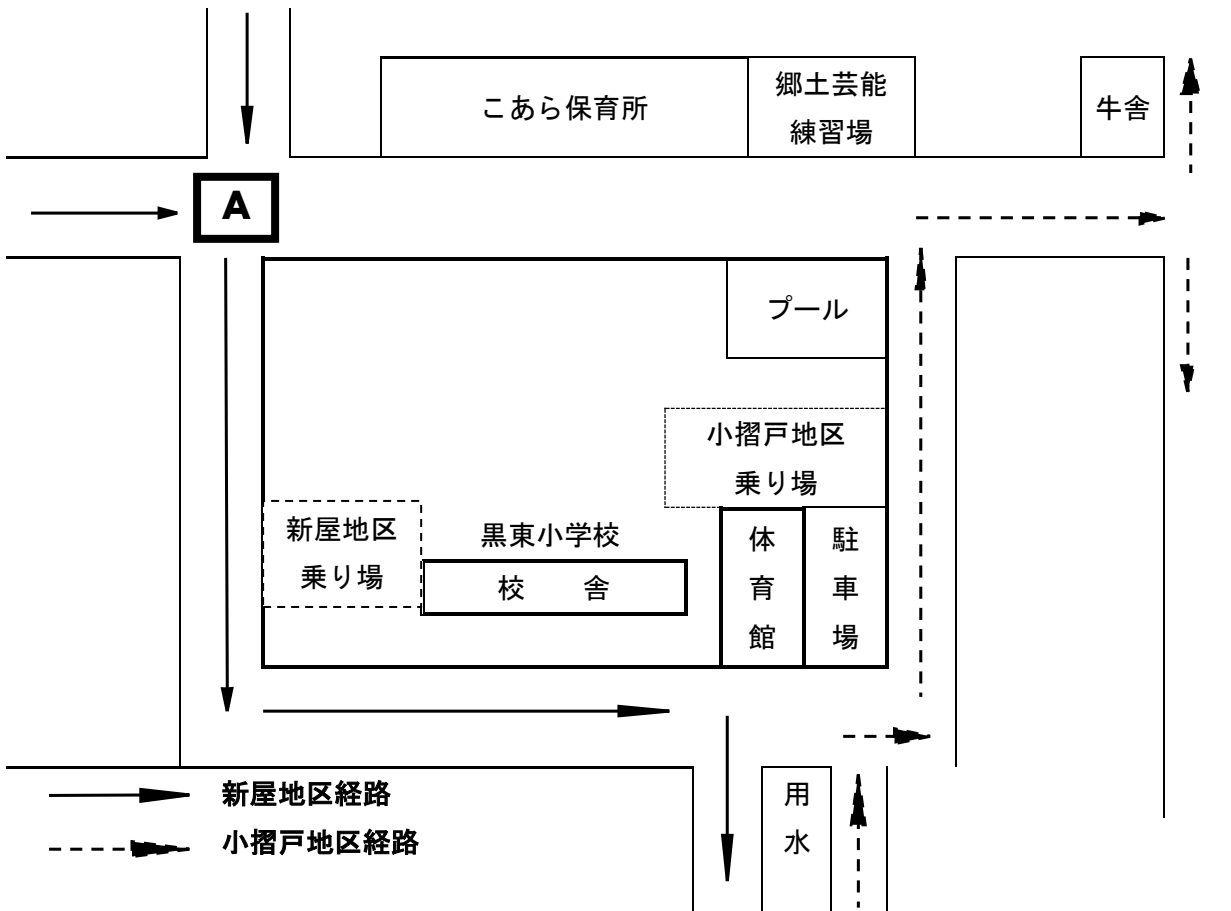 こあら保育所
郷土芸能
練習場
牛舎
A
プール
小摺戸地区
乗り場
新屋地区
乗り場
黒東小学校
校　舎
体育館
駐車場
新屋地区経路
小摺戸地区経路
用水